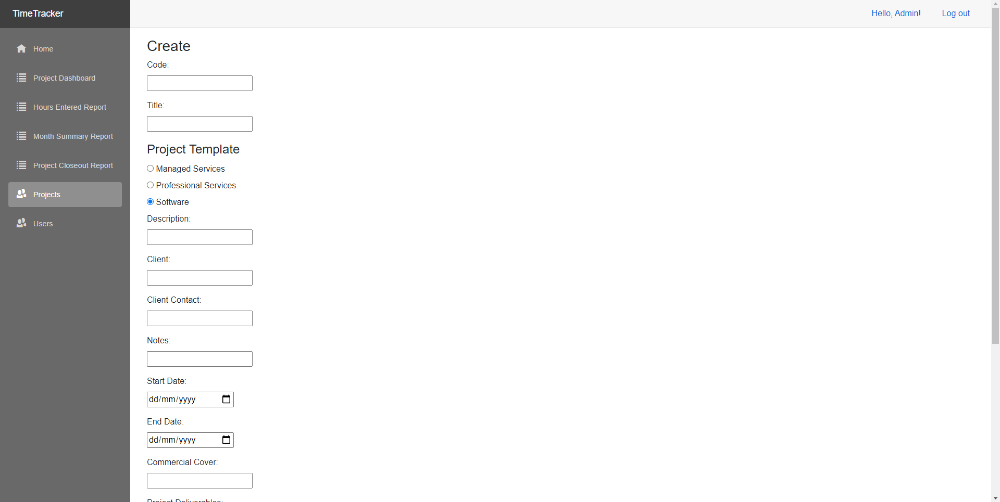 TimeTracker
Hello, Admin!
Log out
Home
Project Dashboard
Hours Entered Report
Month Summary Report
Project Closeout Report
Projects
Users
Create
Code:
Title:
Project Template
Managed Services
Professional Services
Software
Description:
Client:
Client Contact:
Notes:
Start Date:
dd/mm/yyyy
End Date:
dd/mm/yyyy
Commercial Cover:
Project Deliverables: